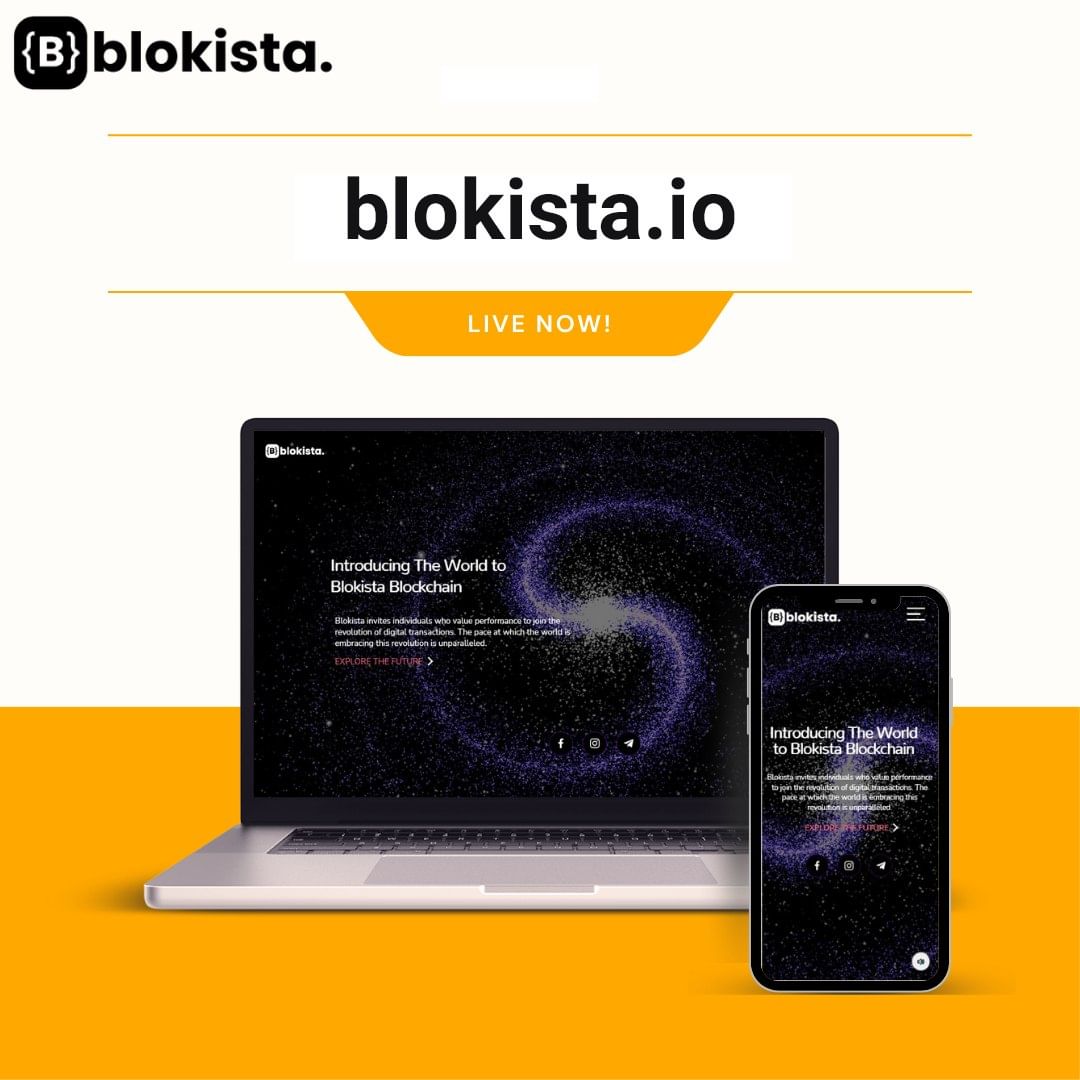 {B} blokista.
blokista.io
LIVE NOW!
{B} blokista.
Introducing The World to
Blokista Blockchain
Blokista invites individuals who value performance to join the
revolution of digital transactions. The pace at which the world is
embracing this revolution is unparalleled.
EXPLORE THE FUTURE
{B} blokista.
Introducing The World
to Blokista Blockchain
Blokista invites individuals who value performance
to join the revolution of digital transactions. The
pace at which the world is embracing this
revolution is unparalleled.
EXPLORE THE FUTURE